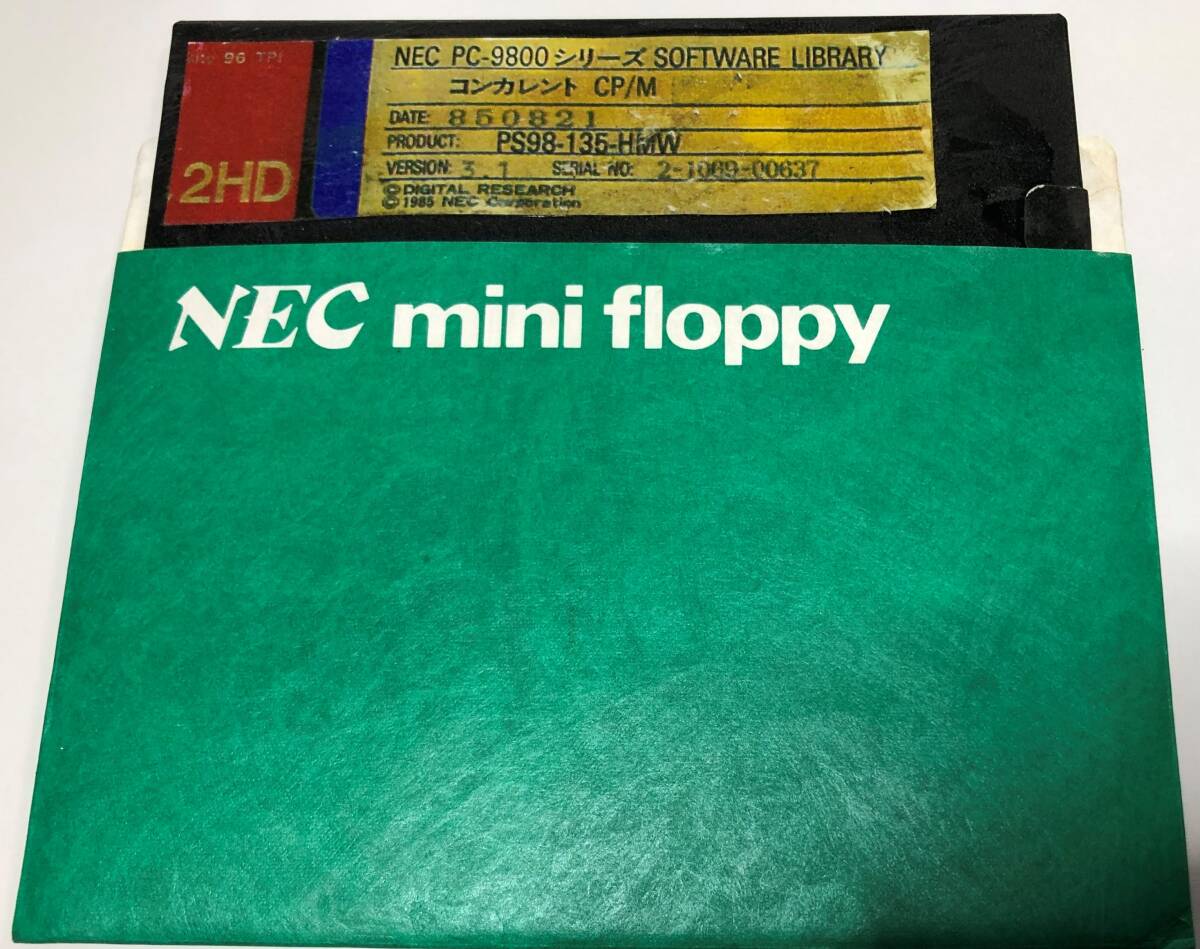 96 TPI
2HD
NEC PC-9800シリーズ SOFTWARE LIBRARY
コンカレント CP/M
DATE: 850821
PRODUCT: PS98-135-HMW
VERSION: 3.1 SERIAL NO: 2-1069-00637
© DIGITAL RESEARCH
© 1985 NEC Corporation
NEC mini floppy